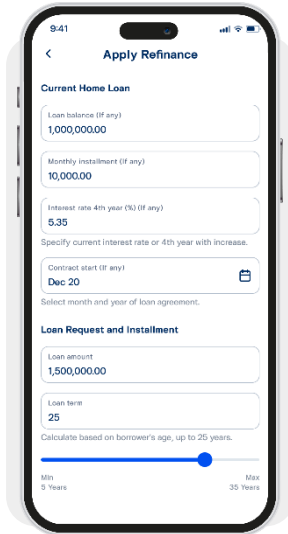 9:41
Apply Refinance
Current Home Loan
Loan balance (If any)
1,000,000.00
Monthly installment (If any)
10,000.00
Interest rate 4th year (%) (If any)
5.35
Specify current interest rate or 4th year with increase.
Contract start (If any)
Dec 20
Select month and year of loan agreement.
Loan Request and Installment
Loan amount
1,500,000.00
Loan term
25
Calculate based on borrower's age, up to 25 years.
Min Max
5 Years 35 Years